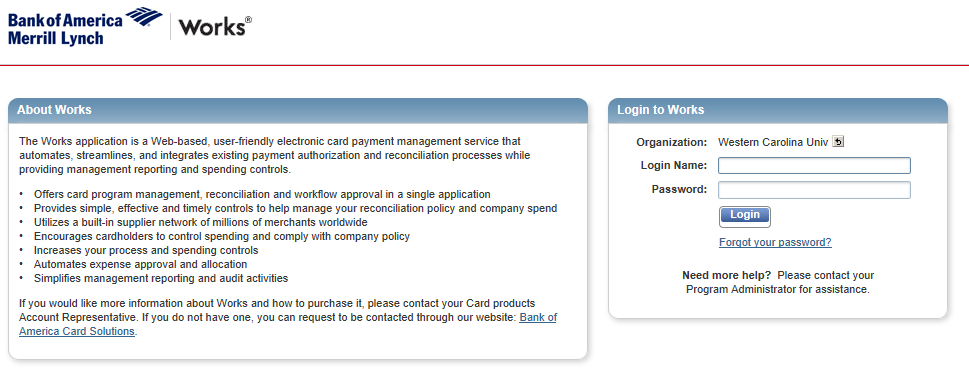 Bank of America
Merrill Lynch
Works®
About Works
The Works application is a Web-based, user-friendly electronic card payment management service that
automates, streamlines, and integrates existing payment authorization and reconciliation processes while
providing management reporting and spending controls.
• Offers card program management, reconciliation and workflow approval in a single application
• Provides simple, effective and timely controls to help manage your reconciliation policy and company spend
• Utilizes a built-in supplier network of millions of merchants worldwide
• Encourages cardholders to control spending and comply with company policy
• Increases your process and spending controls
• Automates expense approval and allocation
• Simplifies management reporting and audit activities
If you would like more information about Works and how to purchase it, please contact your Card products
Account Representative. If you do not have one, you can request to be contacted through our website: Bank of
America Card Solutions.
Login to Works
Organization: Western Carolina Univ
Login Name:
Password:
Login
Forgot your password?
Need more help? Please contact your
Program Administrator for assistance.